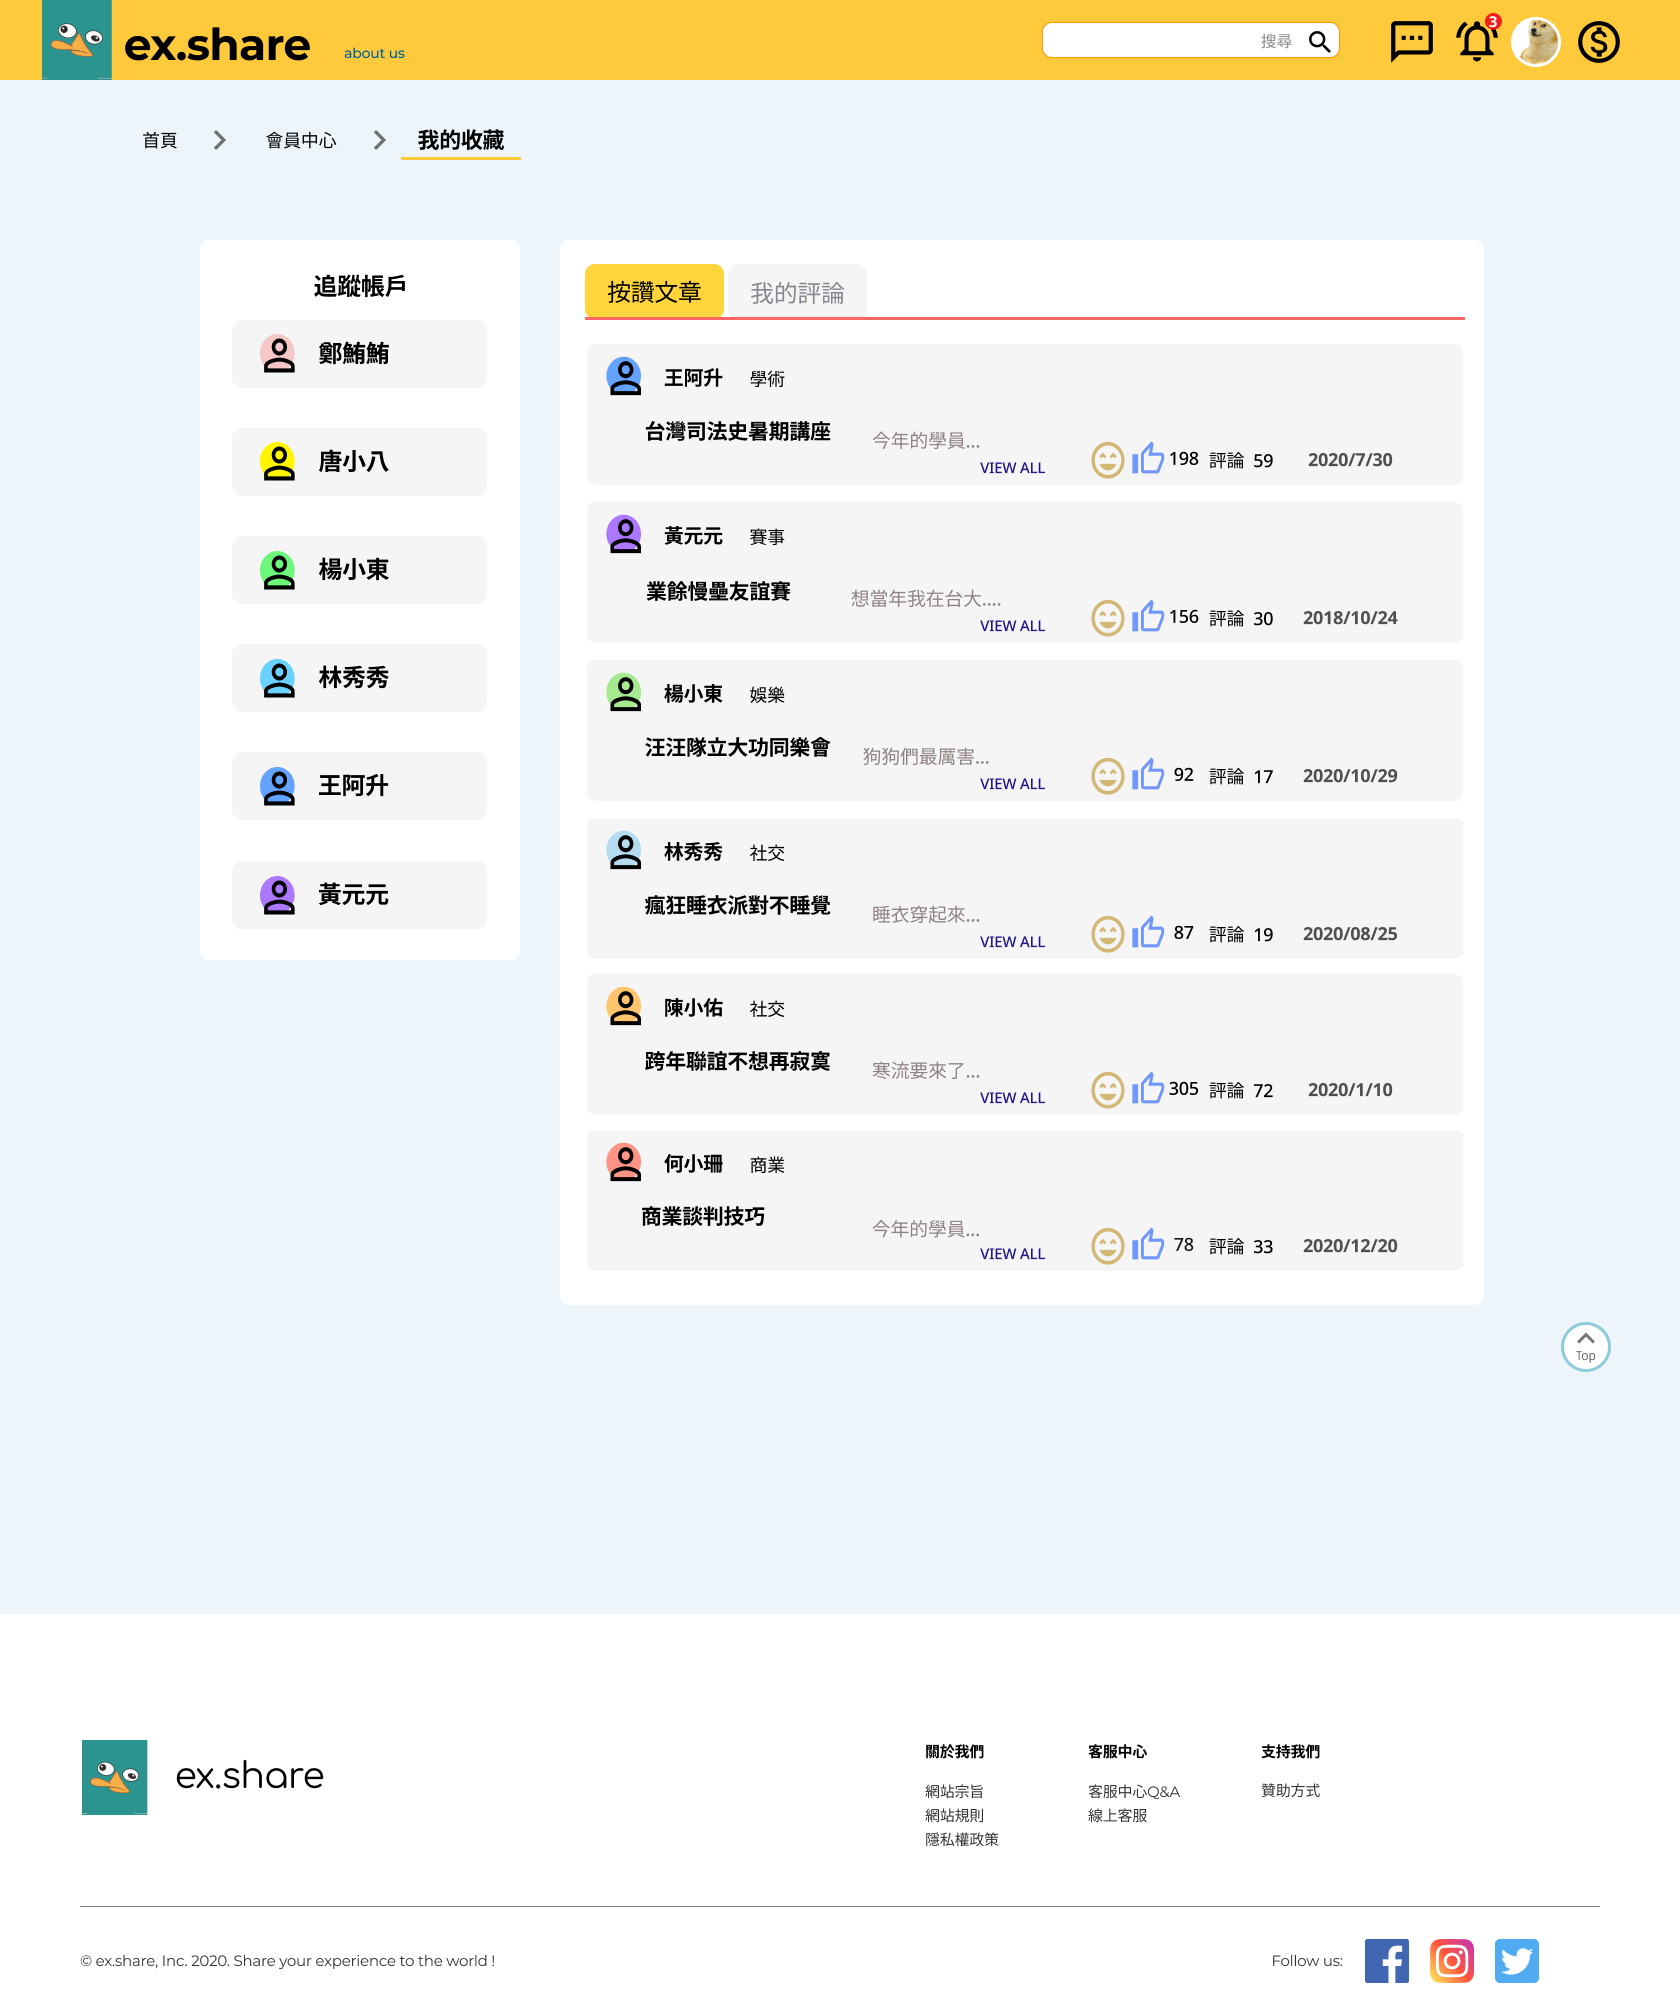 ex.share
about us
搜尋
3
首頁
會員中心
我的收藏
追蹤帳戶
鄭鮪鮪
唐小八
楊小東
林秀秀
王阿升
黃元元
按讚文章
我的評論
王阿升 學術
台灣司法史暑期講座
今年的學員...
VIEW ALL
198 評論 59 2020/7/30
黃元元 賽事
業餘慢壘友誼賽
想當年我在台大....
VIEW ALL
156 評論 30 2018/10/24
楊小東 娛樂
汪汪隊立大功同樂會
狗狗們最厲害...
VIEW ALL
92 評論 17 2020/10/29
林秀秀 社交
瘋狂睡衣派對不睡覺
睡衣穿起來...
VIEW ALL
87 評論 19 2020/08/25
陳小佑 社交
跨年聯誼不想再寂寞
寒流要來了...
VIEW ALL
305 評論 72 2020/1/10
何小珊 商業
商業談判技巧
今年的學員...
VIEW ALL
78 評論 33 2020/12/20
Top
ex.share
關於我們
網站宗旨
網站規則
隱私權政策
客服中心
客服中心Q&A
線上客服
支持我們
贊助方式
© ex.share, Inc. 2020. Share your experience to the world !
Follow us: